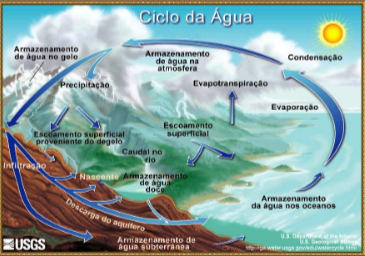 Ciclo da Água
Armazenamento
de água no gelo
Armazenamento
de água na
atmosfera
Condensação
Precipitação
Evapotranspiração
Evaporação
Escoamento superficial
proveniente do degelo
Escoamento
superficial
Caudal no
rio
Infiltração
Nascente
Armazenamento
de água
doce
Armazenamento
da água nos oceanos
Descarga do aquífero
Armazenamento de
água subterrânea
USGS
U.S. Department of the Interior
U.S. Geological Survey